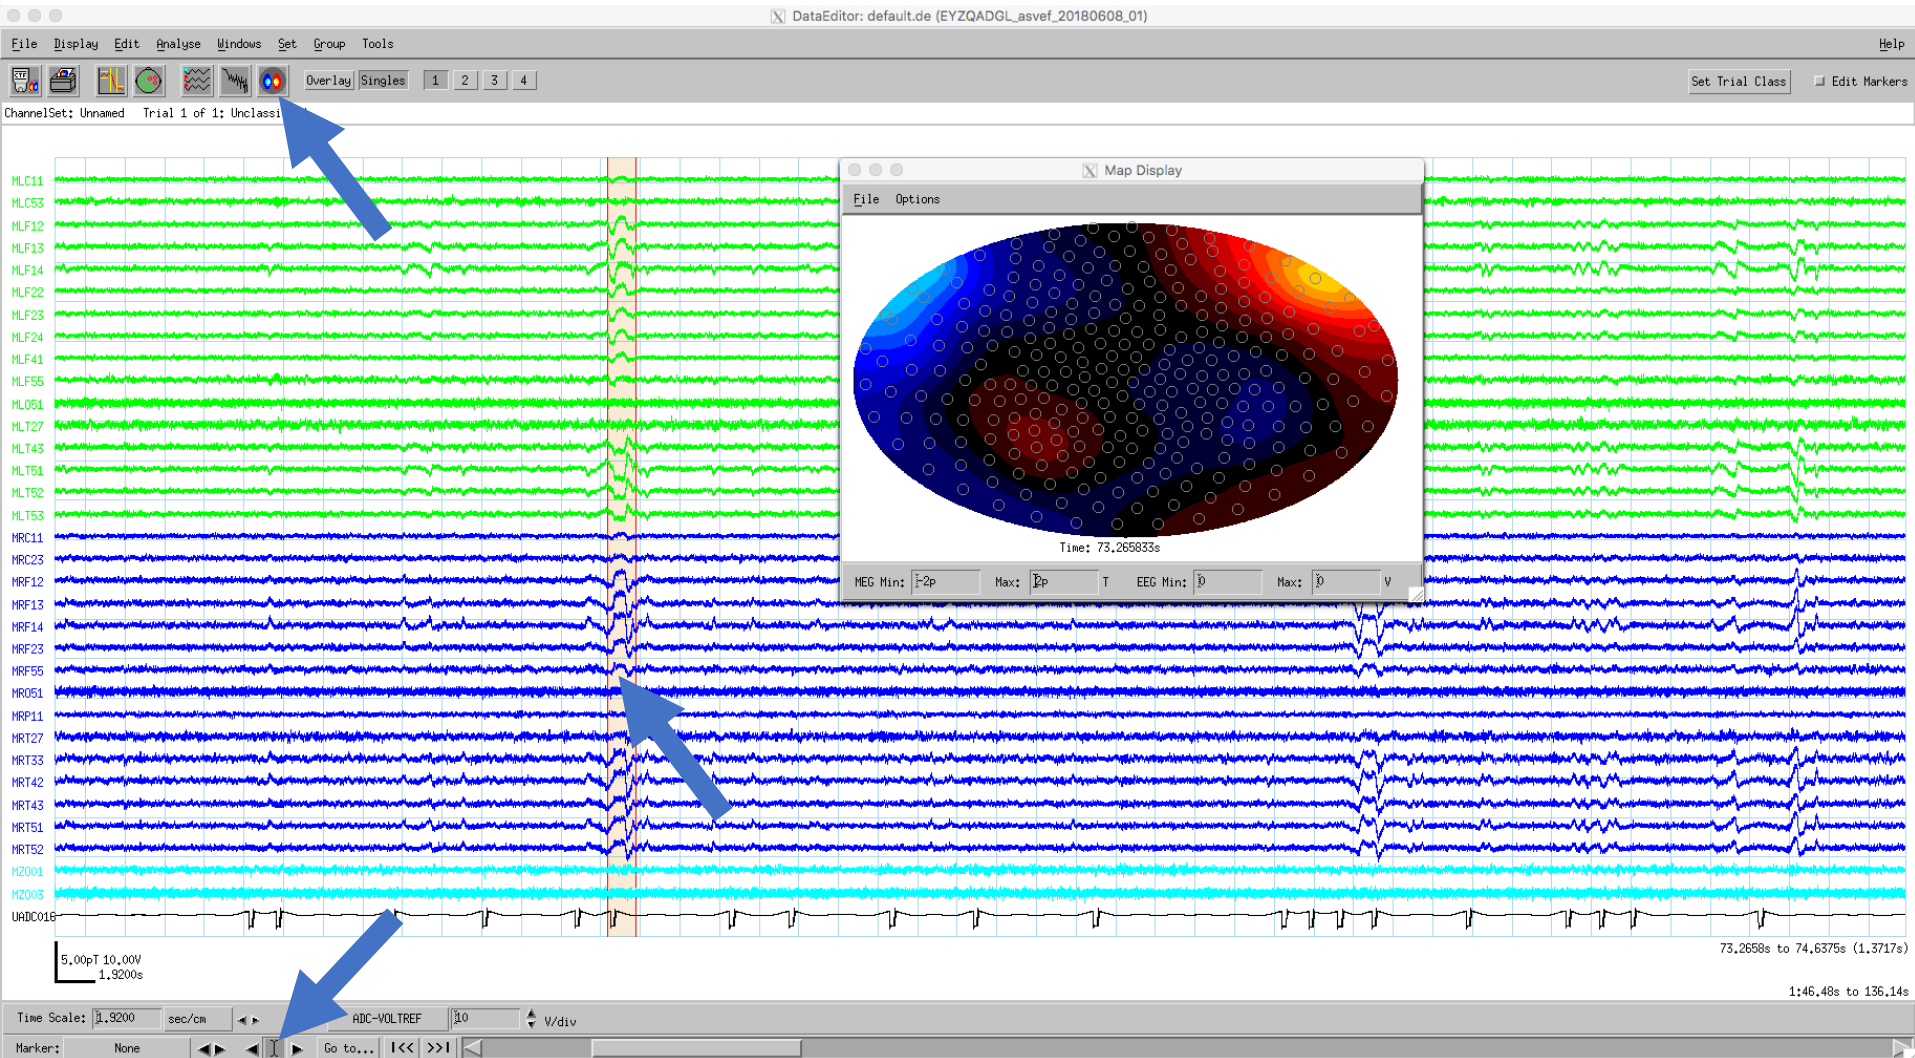 DataEditor: default.de (EYZQADGL_asvef_20180608_01)
File Display Edit Analyse Windows Set Group Tools Help
CTF Overlay Singles 1 2 3 4 Set Trial Class Edit Markers
ChannelSet: Unnamed Trial 1 of 1: Unclassi
MLC11
MLC53
MLF12
MLF13
MLF14
MLF22
MLF23
MLF24
MLF41
MLF55
MLO51
MLT27
MLT43
MLT51
MLT52
MLT53
MRC11
MRC23
MRF12
MRF13
MRF14
MRF23
MRF55
MRO51
MRP11
MRT27
MRT33
MRT42
MRT43
MRT51
MRT52
MZO01
MZO03
UADC016
Map Display
File Options
Time: 73.265833s
MEG Min: -2p Max: 2p T EEG Min: 0 Max: 0 V
5.00pT 10.00V
1.9200s
73.2658s to 74.6375s (1.3717s)
1:46.48s to 136.14s
Time Scale: 1.9200 sec/cm ADC-VOLTREF 10 V/div
Marker: None Go to... I<< >>I